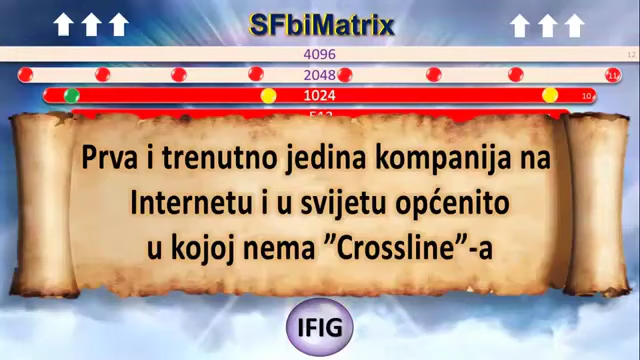 SFbiMatrix
4096
12
2048
11
1024
10
512
Prva i trenutno jedina kompanija na
Internetu i u svijetu općenito
u kojoj nema ”Crossline”-a
IFIG